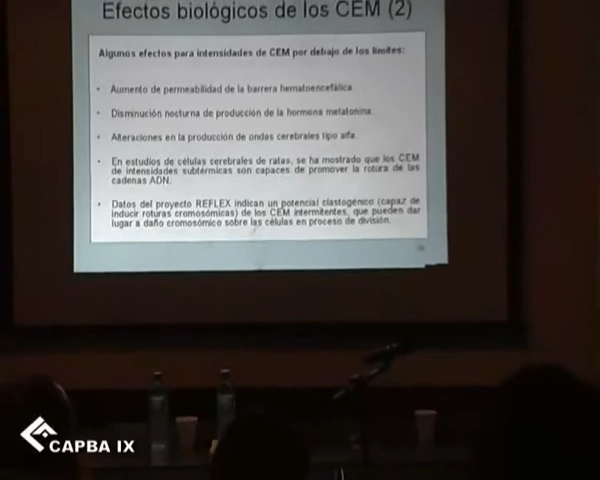 Efectos biológicos de los CEM (2)
Algunos efectos para intensidades de CEM por debajo de los límites:
• Aumento de permeabilidad de la barrera hematoencefálica
• Disminución nocturna de producción de la hormona melatonina
• Alteraciones en la producción de ondas cerebrales tipo alfa
• En estudios de células cerebrales de ratas, se ha mostrado que los CEM
de intensidades subtérmicas son capaces de promover la rotura de las
cadenas ADN.
• Datos del proyecto REFLEX indican un potencial clastogénico (capaz de
inducir roturas cromosómicas) de los CEM intermitentes, que pueden dar
lugar a daño cromosómico sobre las células en proceso de división.
CAPBA IX